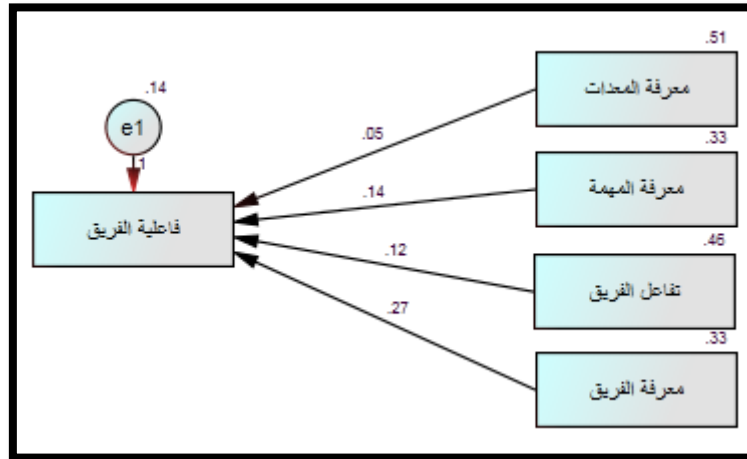 .51
معرفة المعدات
.14
e1
1
.05
.33
معرفة المهمة
.14
فاعلية الفريق
.46
تفاعل الفريق
.12
.27
.33
معرفة الفريق